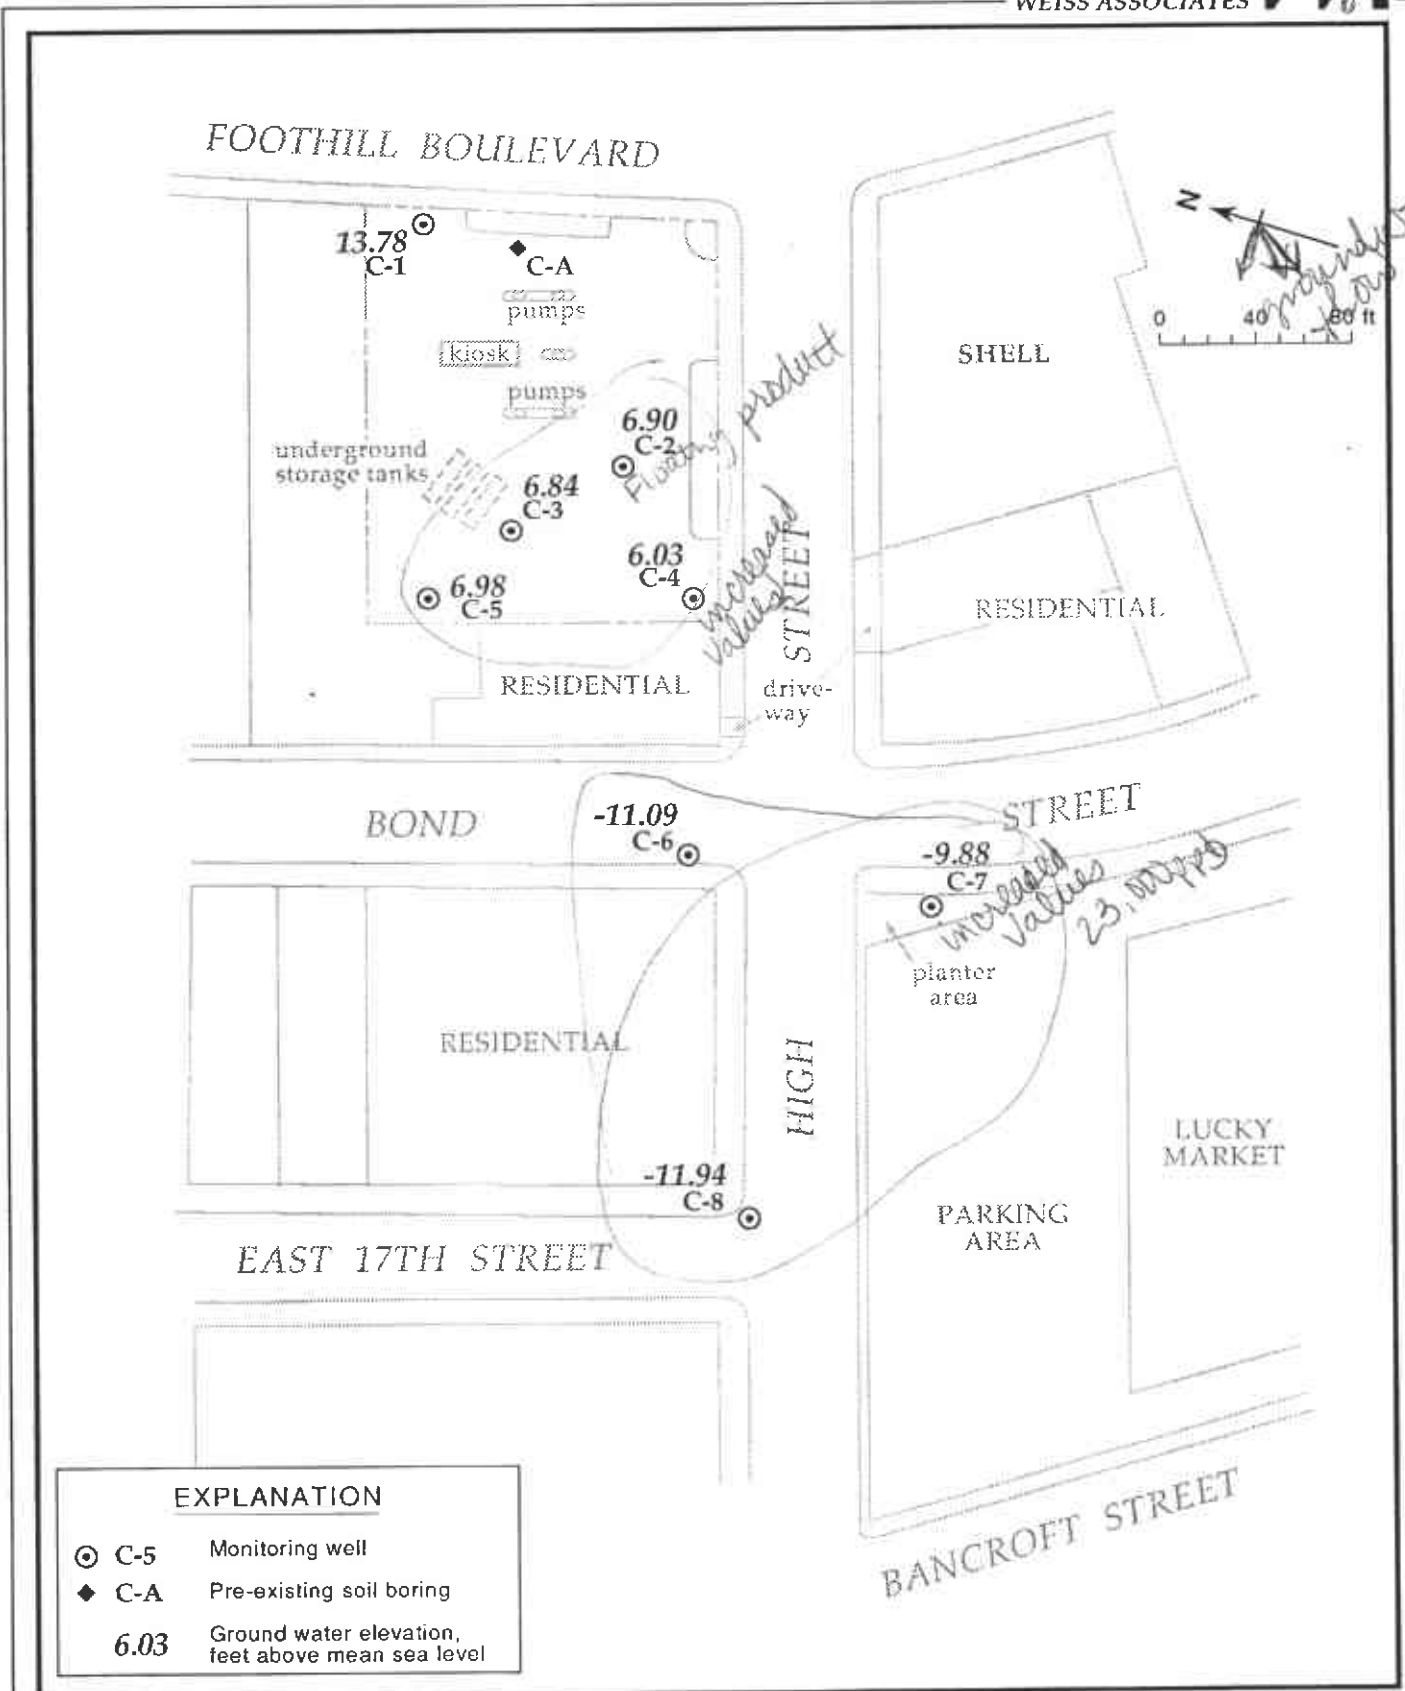 WEISS ASSOCIATES
FOOTHILL BOULEVARD
13.78
C-1
C-A
pumps
kiosk
pumps
N
groundwater
flow
0 40 80 ft
SHELL
underground
storage tanks
6.90
C-2
Floating product
6.84
C-3
6.03
C-4
increased
values
6.98
C-5
STREET
RESIDENTIAL
RESIDENTIAL
drive-
way
BOND
STREET
-11.09
C-6
-9.88
C-7
increased
values
23,000ppb
planter
area
RESIDENTIAL
HIGH
LUCKY
MARKET
-11.94
C-8
PARKING
AREA
EAST 17TH STREET
BANCROFT STREET
EXPLANATION
C-5 Monitoring well
C-A Pre-existing soil boring
6.03 Ground water elevation,
feet above mean sea level